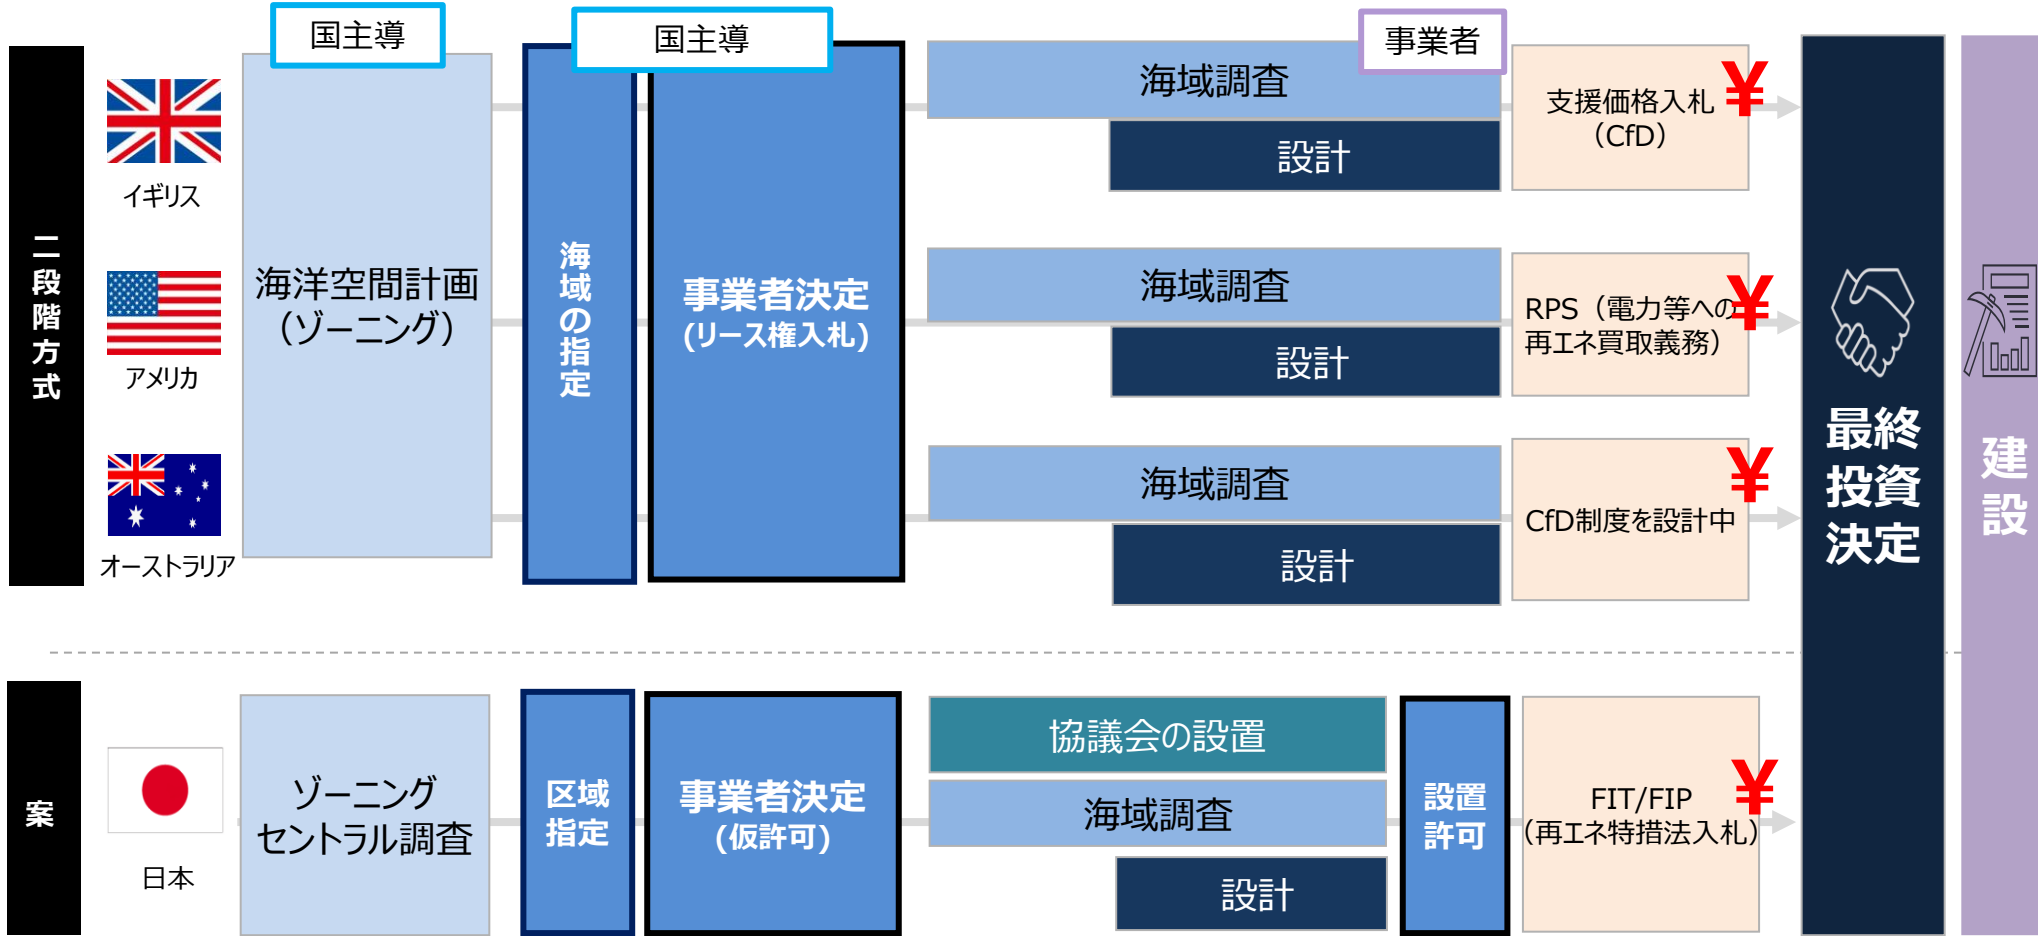 国主導
国主導
事業者
二段階方式
イギリス
アメリカ
オーストラリア
海洋空間計画
（ゾーニング）
海域の指定
事業者決定
(リース権入札)
海域調査
設計
支援価格入札
（CfD）
¥
海域調査
設計
RPS（電力等への
再エネ買取義務）
¥
海域調査
設計
CfD制度を設計中
¥
最終
投資
決定
建設
案
日本
ゾーニング
セントラル調査
区域
指定
事業者決定
(仮許可)
協議会の設置
海域調査
設計
設置
許可
FIT/FIP
（再エネ特措法入札）
¥